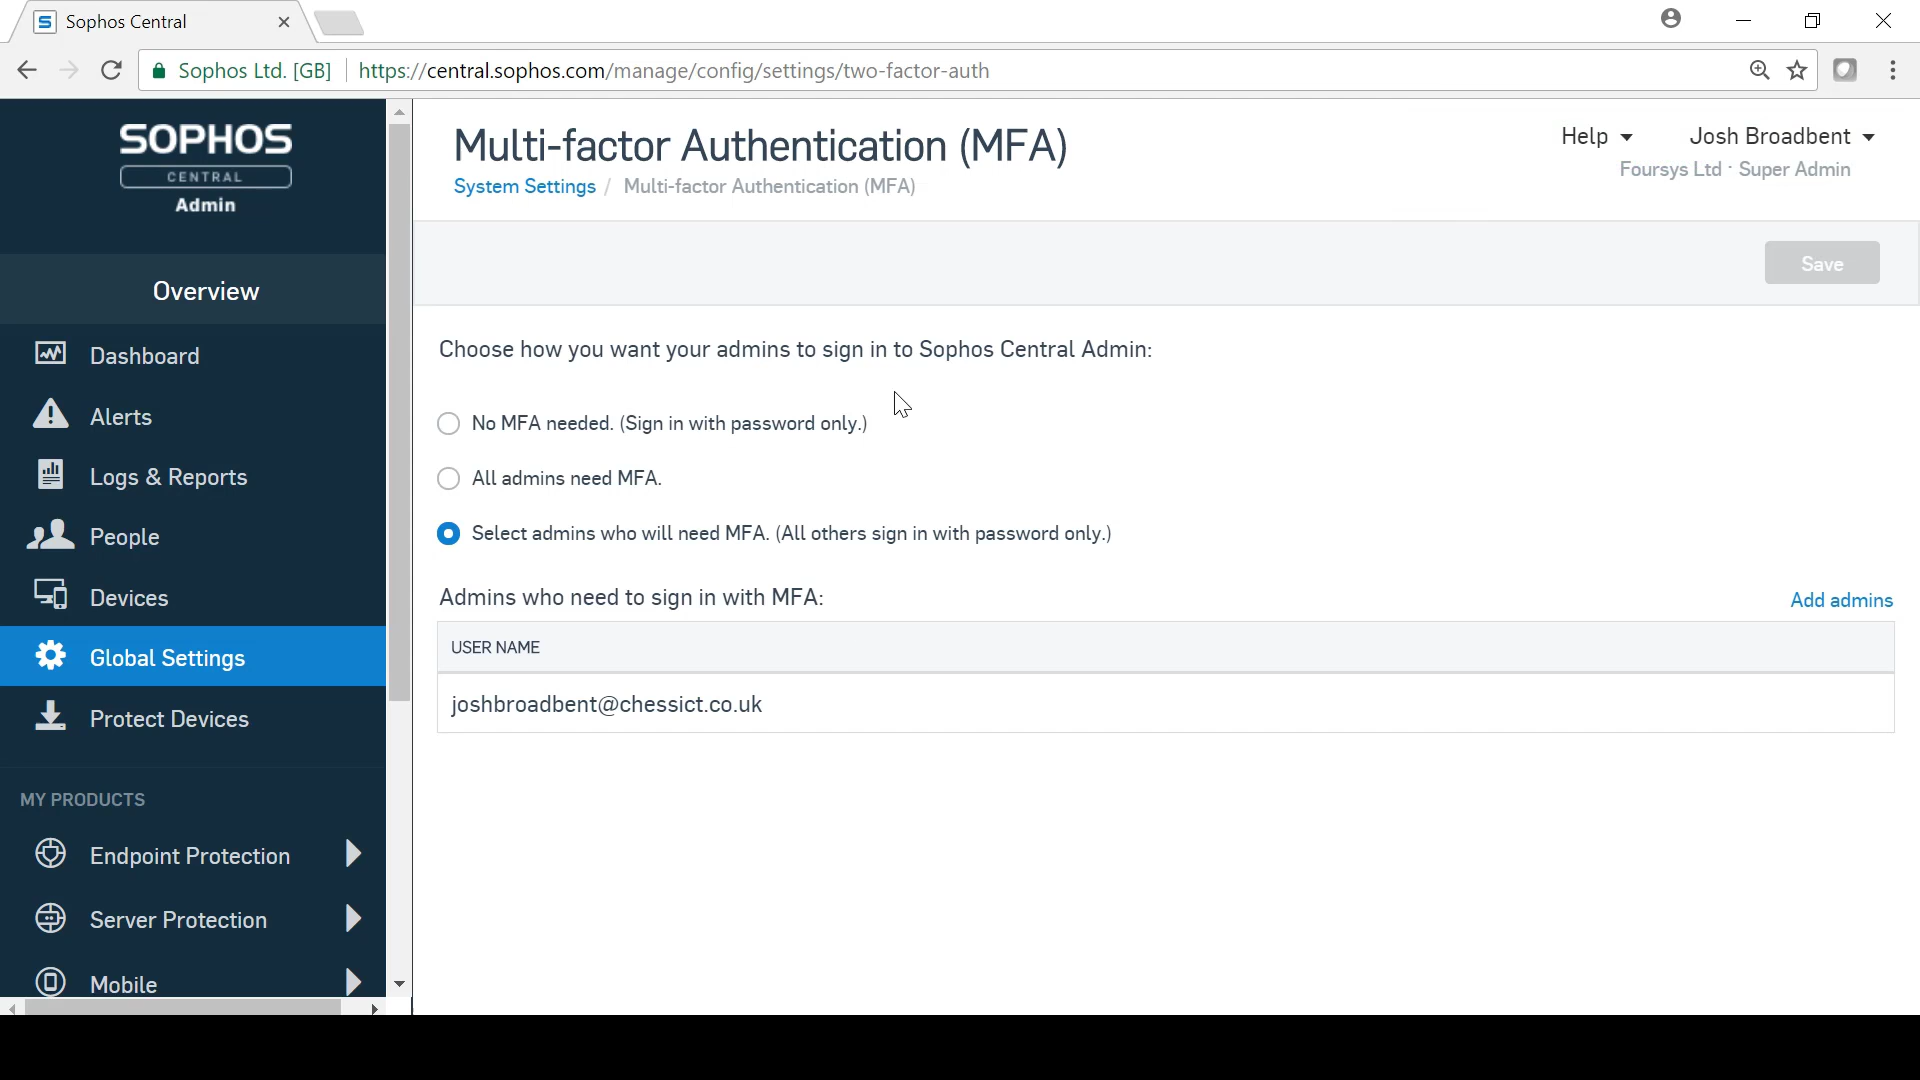 Sophos Central
Sophos Ltd. [GB] https://central.sophos.com/manage/config/settings/two-factor-auth
SOPHOS
CENTRAL
Admin
Overview
Dashboard
Alerts
Logs & Reports
People
Devices
Global Settings
Protect Devices
MY PRODUCTS
Endpoint Protection
Server Protection
Mobile
Multi-factor Authentication (MFA)
System Settings / Multi-factor Authentication (MFA)
Help
Josh Broadbent
Foursys Ltd · Super Admin
Save
Choose how you want your admins to sign in to Sophos Central Admin:
No MFA needed. (Sign in with password only.)
All admins need MFA.
Select admins who will need MFA. (All others sign in with password only.)
Admins who need to sign in with MFA:
Add admins
USER NAME
joshbroadbent@chessict.co.uk